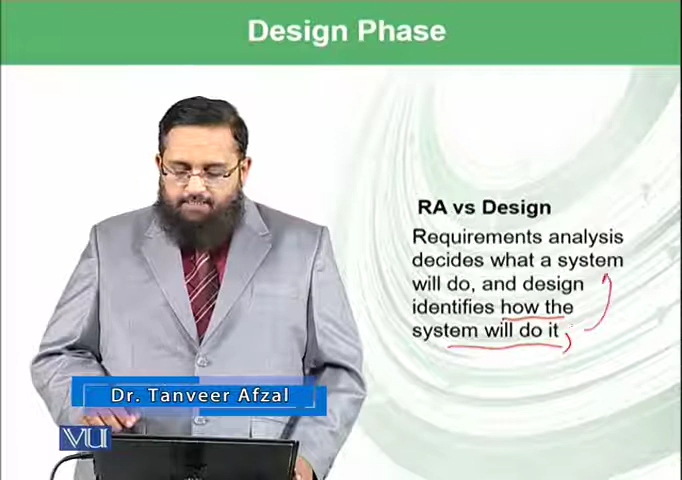 Design Phase
RA vs Design
Requirements analysis
decides what a system
will do, and design
identifies how the
system will do it
Dr. Tanveer Afzal
VU